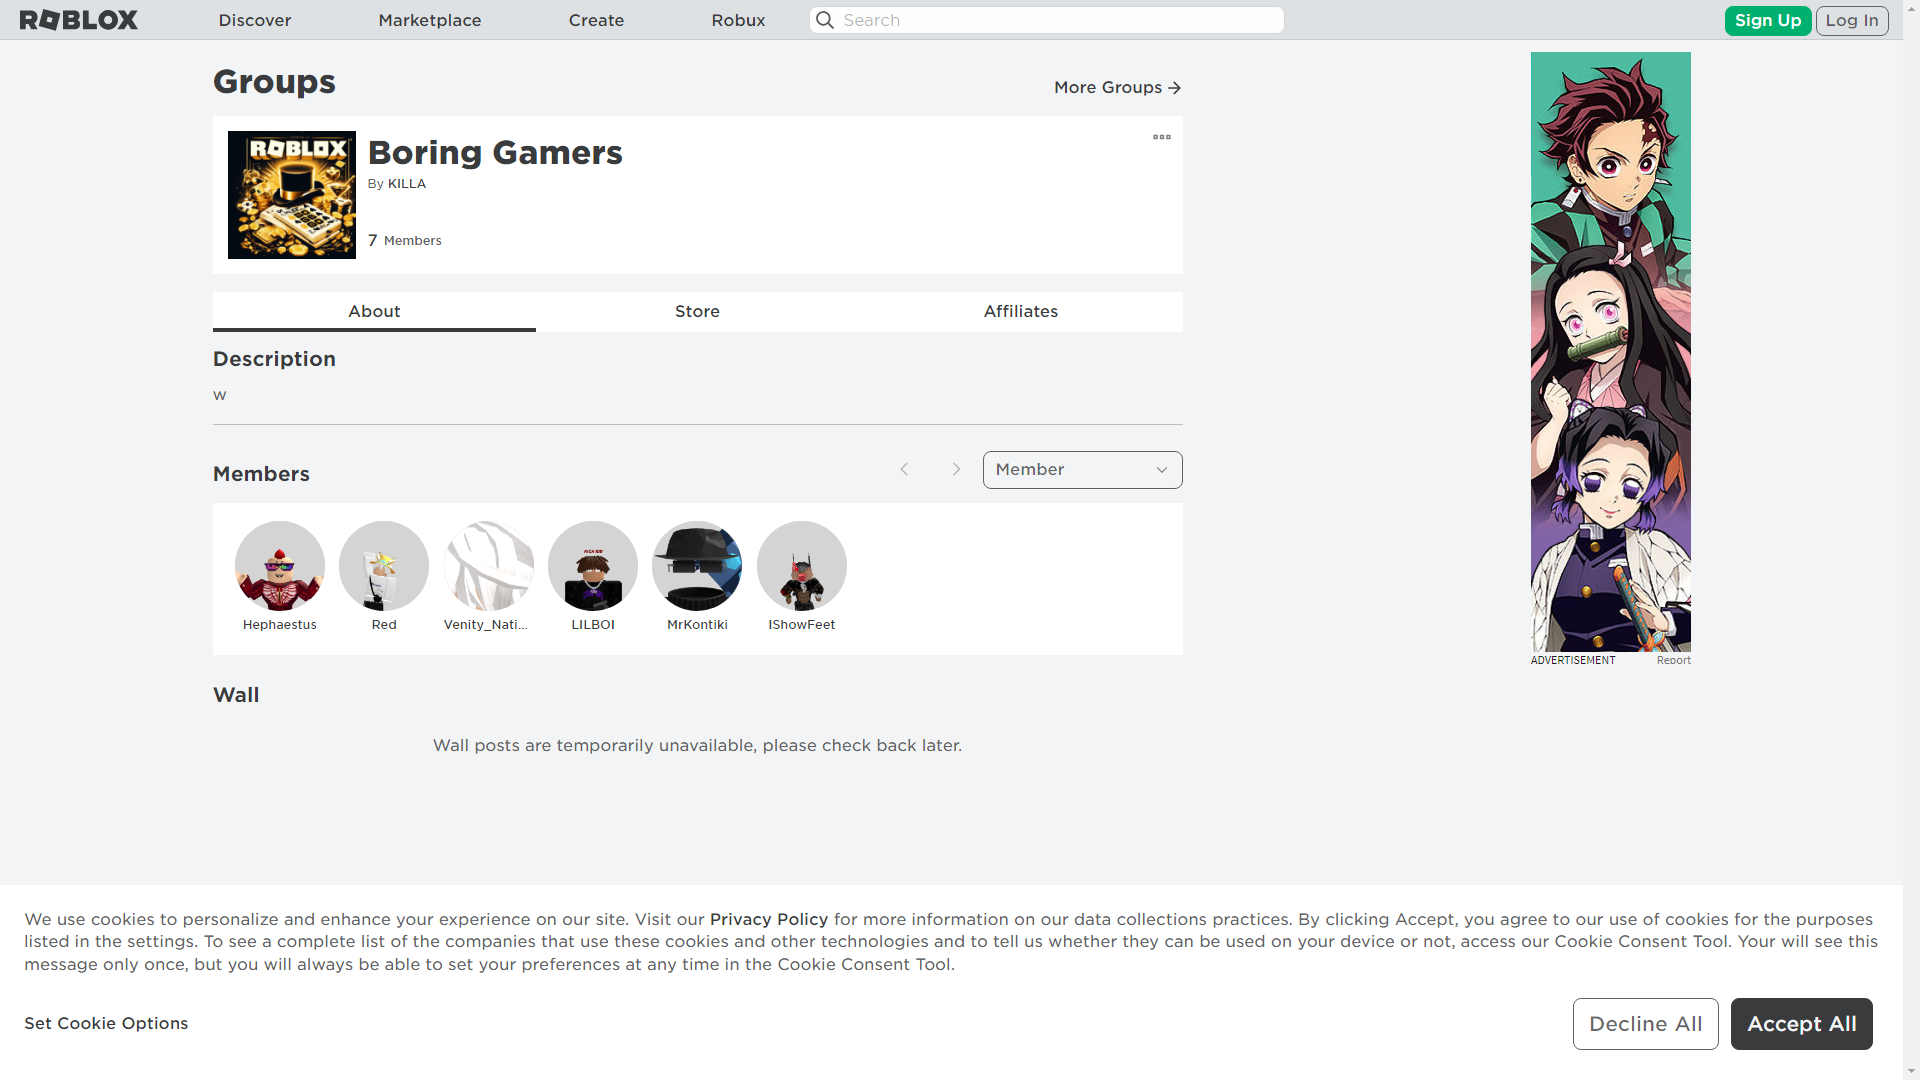 ROBLOX
Discover
Marketplace
Create
Robux
Search
Sign Up
Log In
Groups
More Groups
ROBLOX
Boring Gamers
By KILLA
7 Members
About
Store
Affiliates
Description
w
Members
Member
Hephaestus
Red
Venity_Nati...
LILBOI
MrKontiki
IShowFeet
ADVERTISEMENT
Report
Wall
Wall posts are temporarily unavailable, please check back later.
We use cookies to personalize and enhance your experience on our site. Visit our Privacy Policy for more information on our data collections practices. By clicking Accept, you agree to our use of cookies for the purposes
listed in the settings. To see a complete list of the companies that use these cookies and other technologies and to tell us whether they can be used on your device or not, access our Cookie Consent Tool. Your will see this
message only once, but you will always be able to set your preferences at any time in the Cookie Consent Tool.
Set Cookie Options
Decline All
Accept All